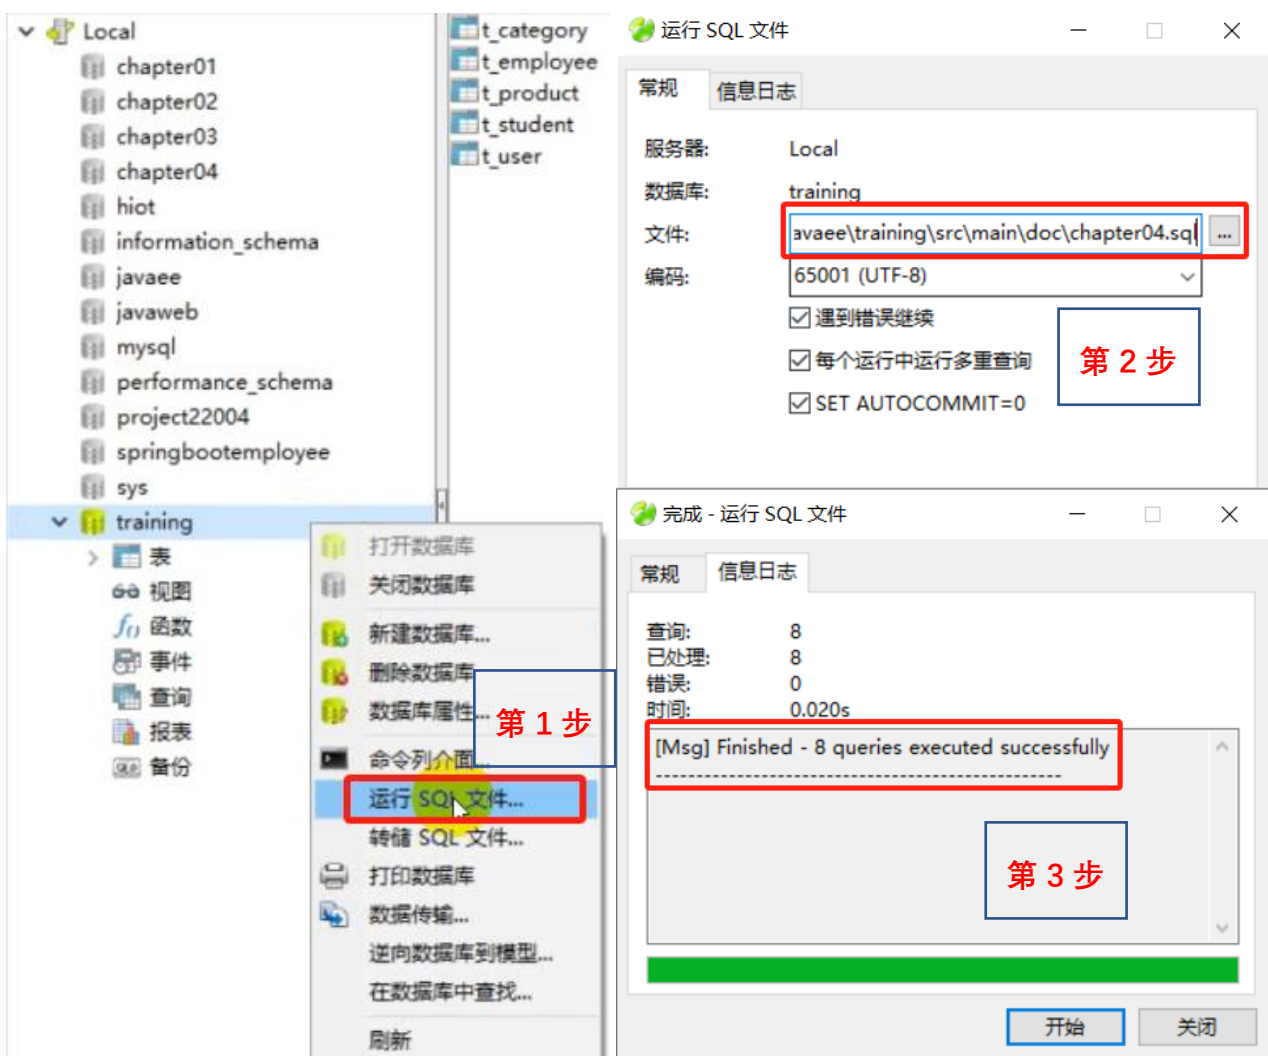 Local
chapter01
chapter02
chapter03
chapter04
hiot
information_schema
javaee
javaweb
mysql
performance_schema
project22004
springbootemployee
sys
training
表
视图
函数
事件
查询
报表
备份
t_category
t_employee
t_product
t_student
t_user
打开数据库
关闭数据库
新建数据库...
删除数据库
数据库属性...
命令列介面...
运行 SQL 文件...
转储 SQL 文件...
打印数据库
数据传输...
逆向数据库到模型...
在数据库中查找...
刷新
第 1 步
运行 SQL 文件
常规 信息日志
服务器: Local
数据库: training
文件: avaee\training\src\main\doc\chapter04.sql ...
编码: 65001 (UTF-8)
遇到错误继续
每个运行中运行多重查询
SET AUTOCOMMIT=0
第 2 步
完成 - 运行 SQL 文件
常规 信息日志
查询: 8
已处理: 8
错误: 0
时间: 0.020s
[Msg] Finished - 8 queries executed successfully
--------------------------------------------------
第 3 步
开始 关闭